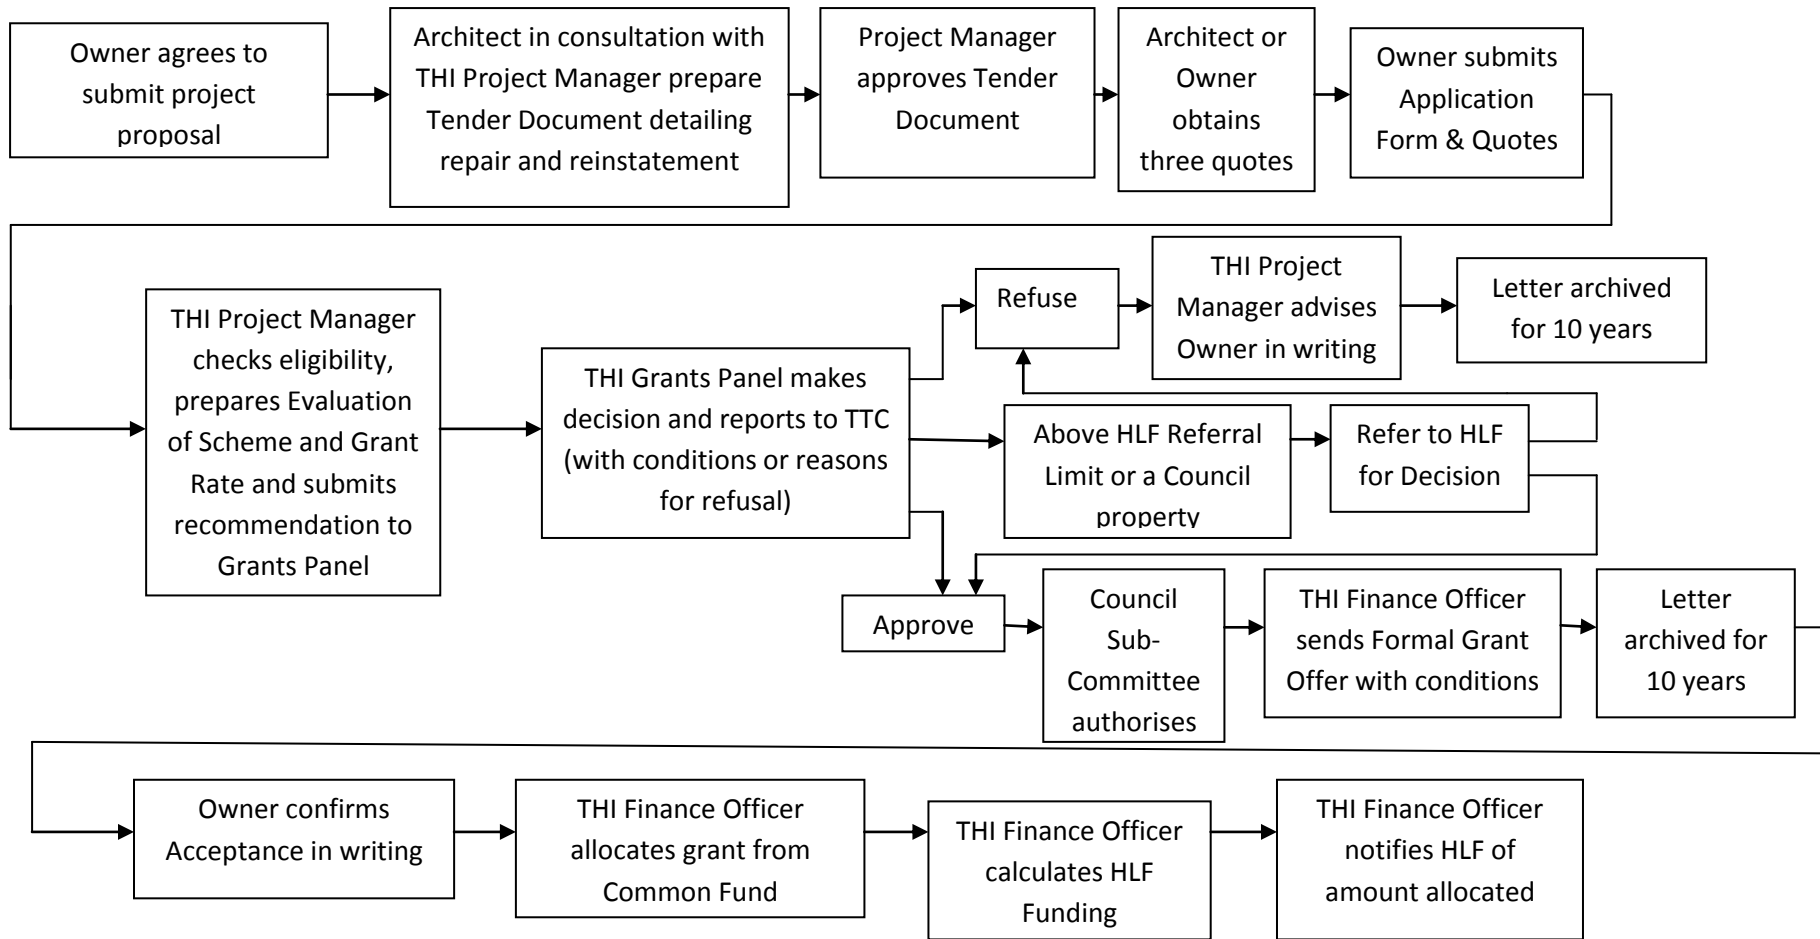 Owner agrees to
submit project
proposal
Architect in consultation with
THI Project Manager prepare
Tender Document detailing
repair and reinstatement
Project Manager
approves Tender
Document
Architect or
Owner
obtains
three quotes
Owner submits
Application
Form & Quotes
THI Project Manager
checks eligibility,
prepares Evaluation
of Scheme and Grant
Rate and submits
recommendation to
Grants Panel
THI Grants Panel makes
decision and reports to TTC
(with conditions or reasons
for refusal)
Refuse
THI Project
Manager advises
Owner in writing
Letter archived
for 10 years
Above HLF Referral
Limit or a Council
property
Refer to HLF
for Decision
Approve
Council
Sub-
Committee
authorises
THI Finance Officer
sends Formal Grant
Offer with conditions
Letter
archived for
10 years
Owner confirms
Acceptance in writing
THI Finance Officer
allocates grant from
Common Fund
THI Finance Officer
calculates HLF
Funding
THI Finance Officer
notifies HLF of
amount allocated